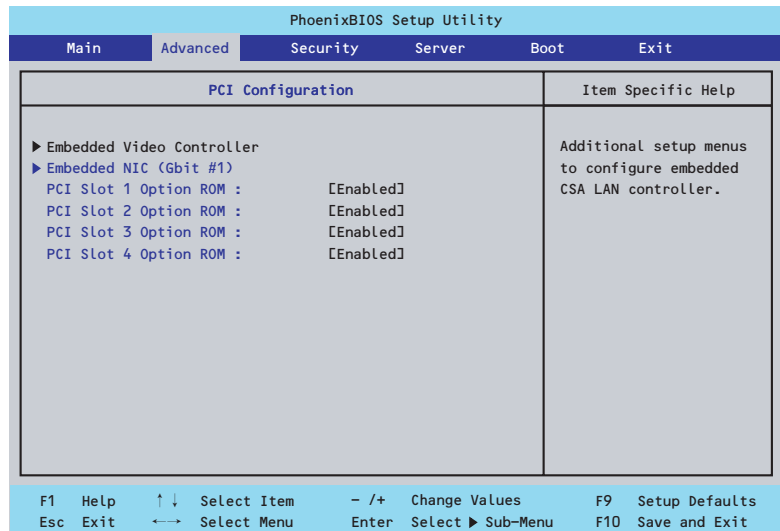 PhoenixBIOS Setup Utility
Main Advanced Security Server Boot Exit
PCI Configuration
Item Specific Help
▶ Embedded Video Controller
▶ Embedded NIC (Gbit #1)
PCI Slot 1 Option ROM : [Enabled]
PCI Slot 2 Option ROM : [Enabled]
PCI Slot 3 Option ROM : [Enabled]
PCI Slot 4 Option ROM : [Enabled]
Additional setup menus
to configure embedded
CSA LAN controller.
F1 Help ↑↓ Select Item – /+ Change Values F9 Setup Defaults
Esc Exit ←→ Select Menu Enter Select ▶ Sub-Menu F10 Save and Exit